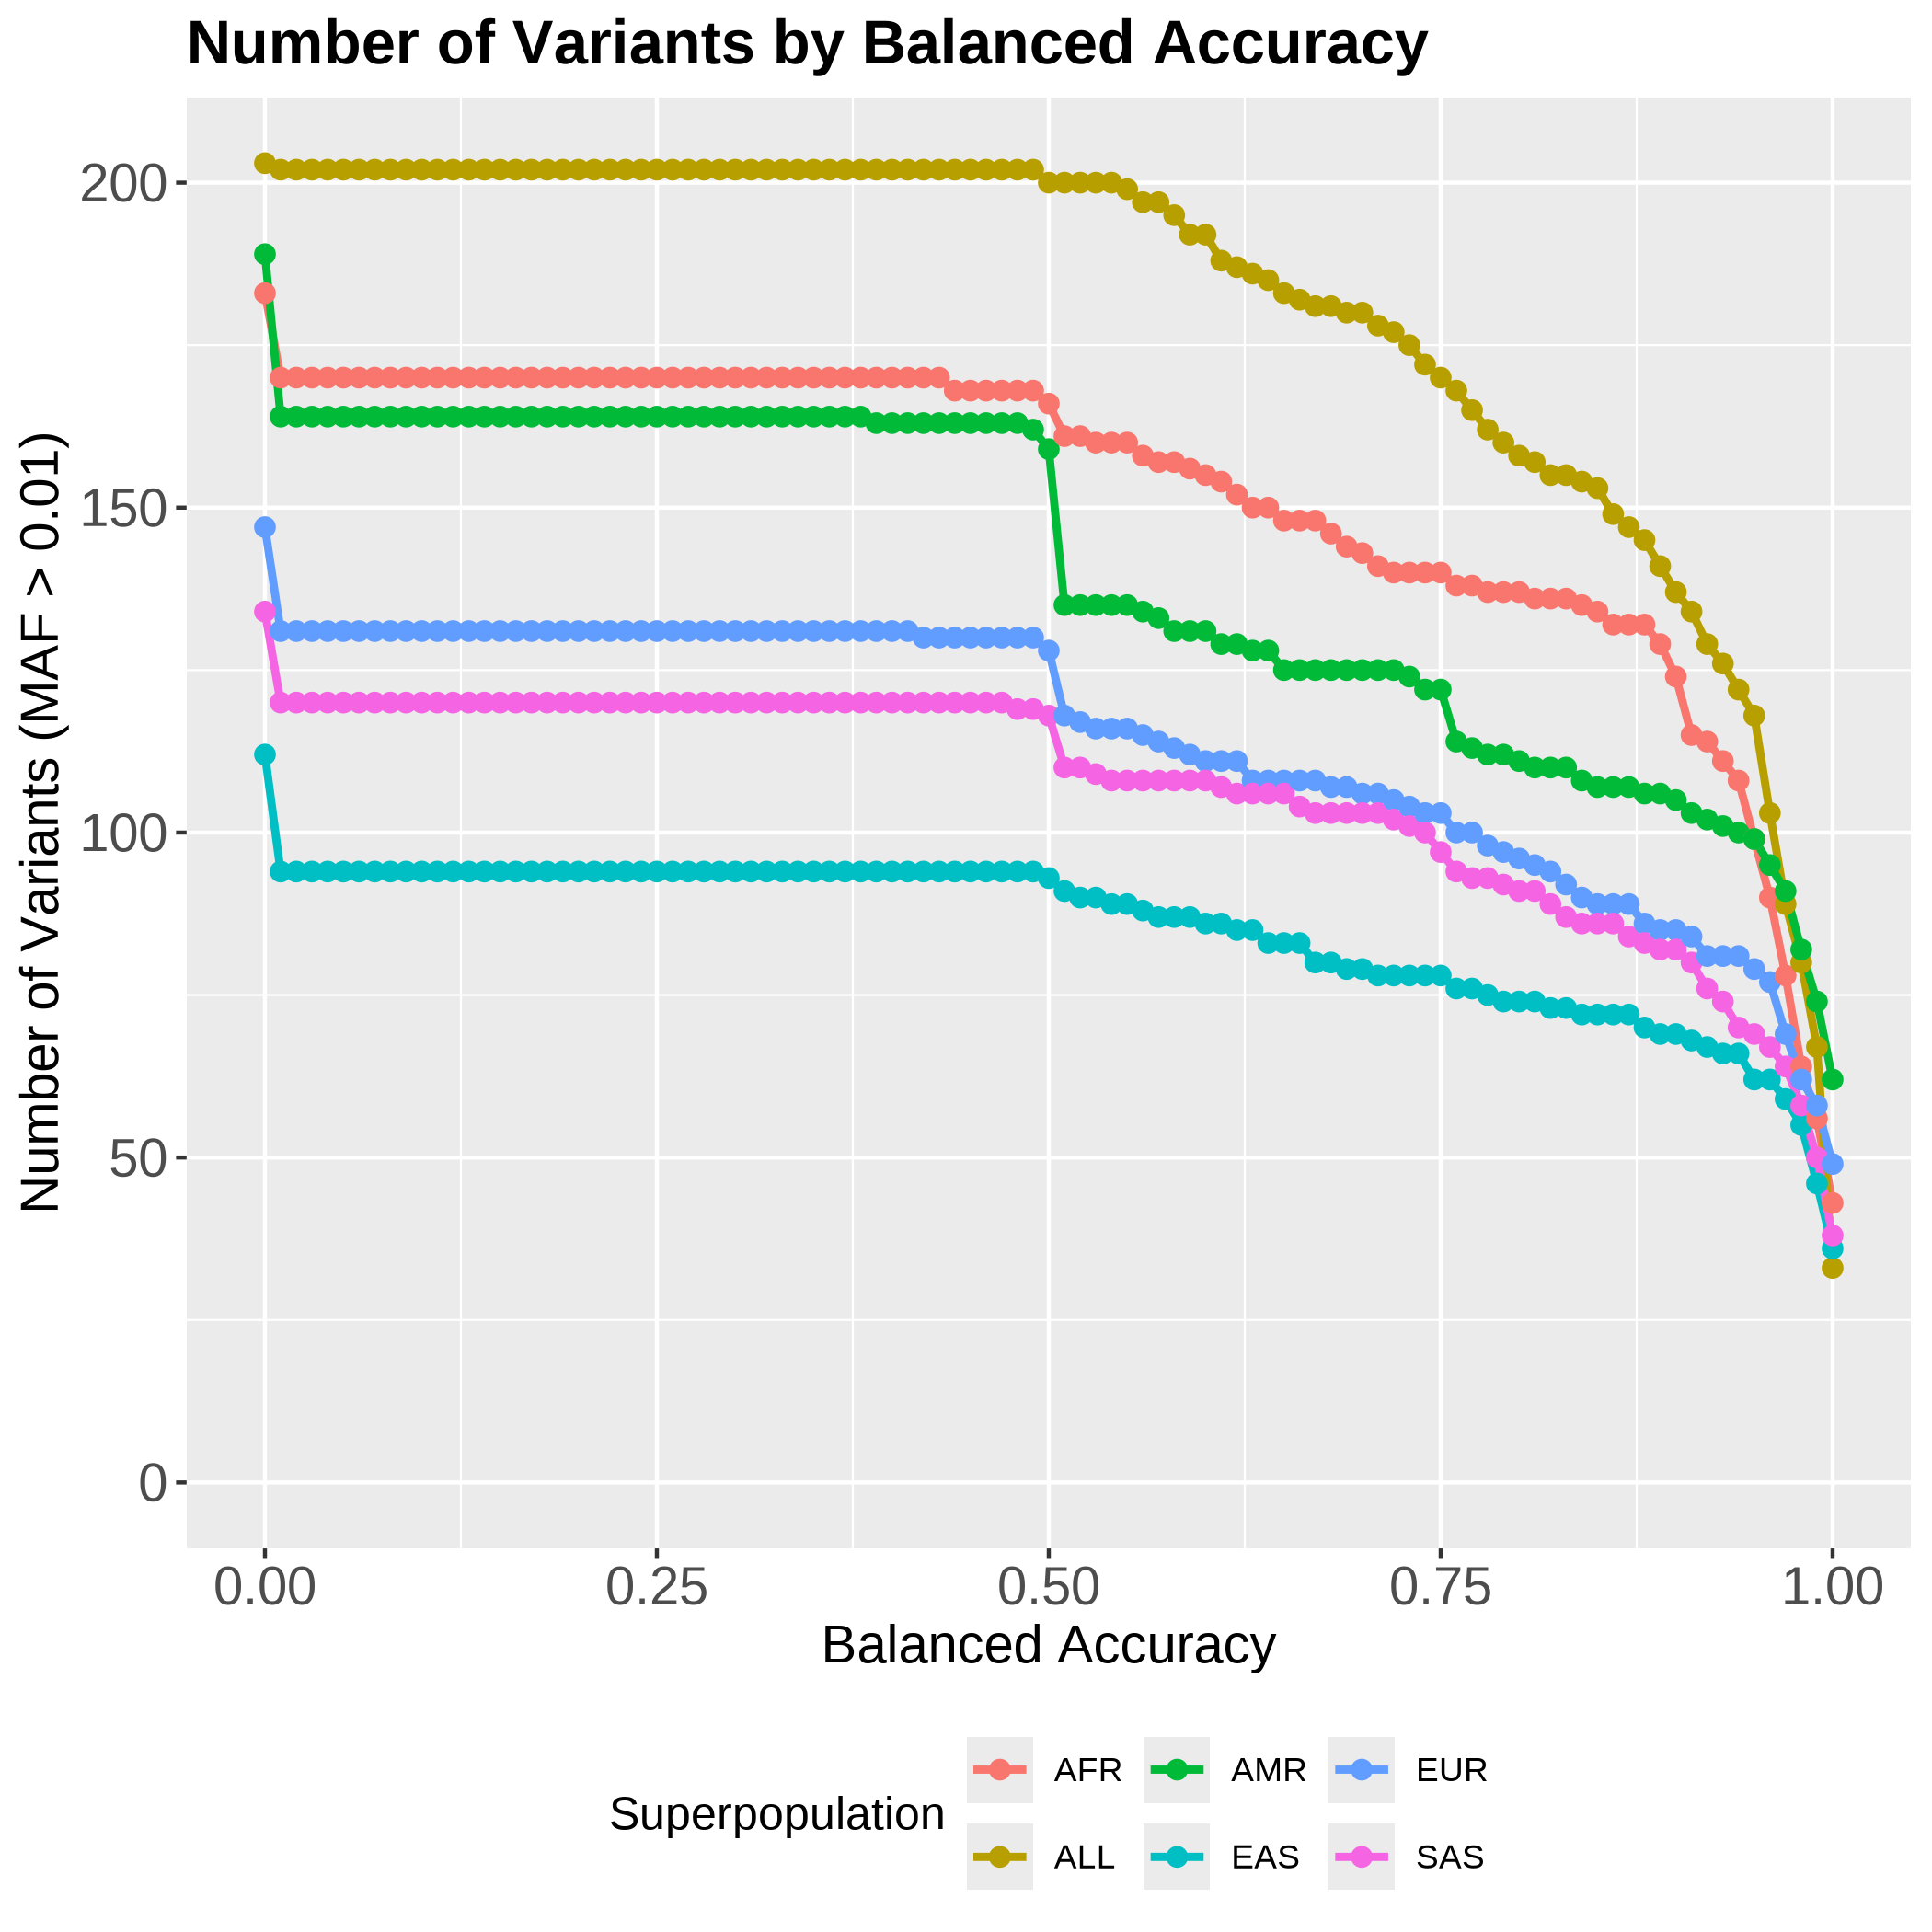 Number of Variants by Balanced Accuracy
Number of Variants (MAF > 0.01)
200
150
100
50
0
0.00 0.25 0.50 0.75 1.00
Balanced Accuracy
Superpopulation
AFR AMR EUR
ALL EAS SAS